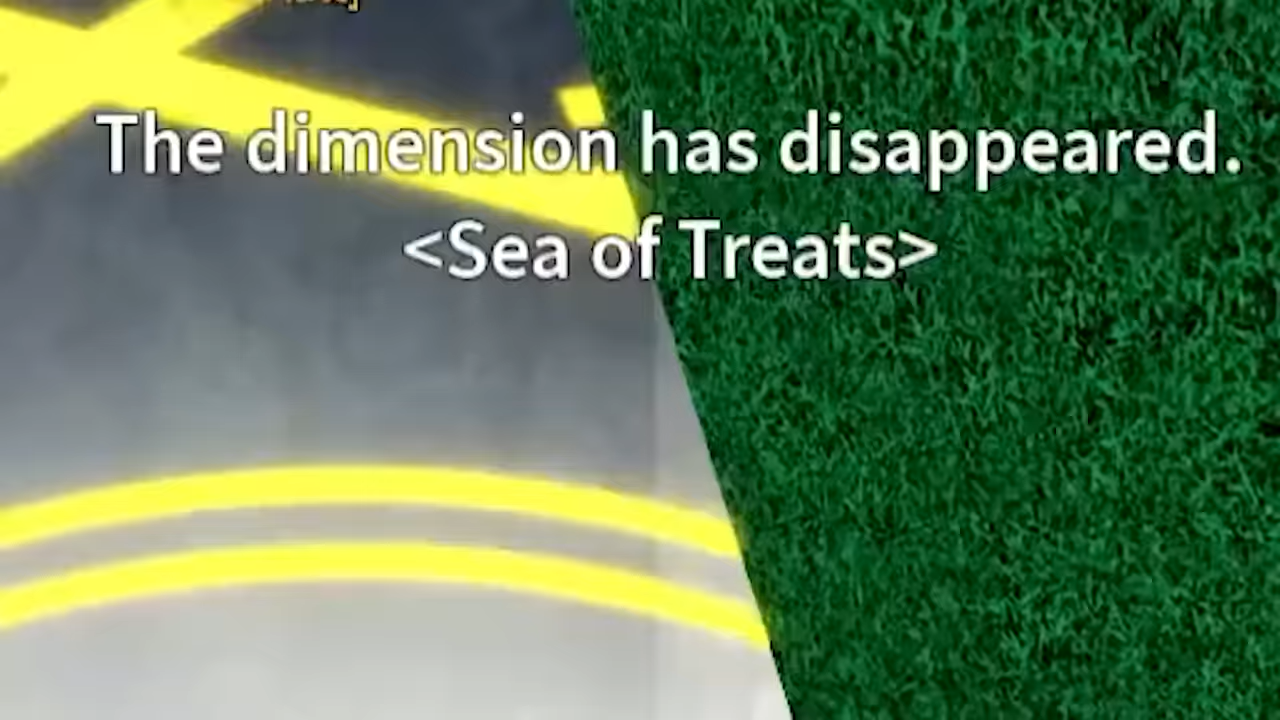 The dimension has disappeared.
<Sea of Treats>